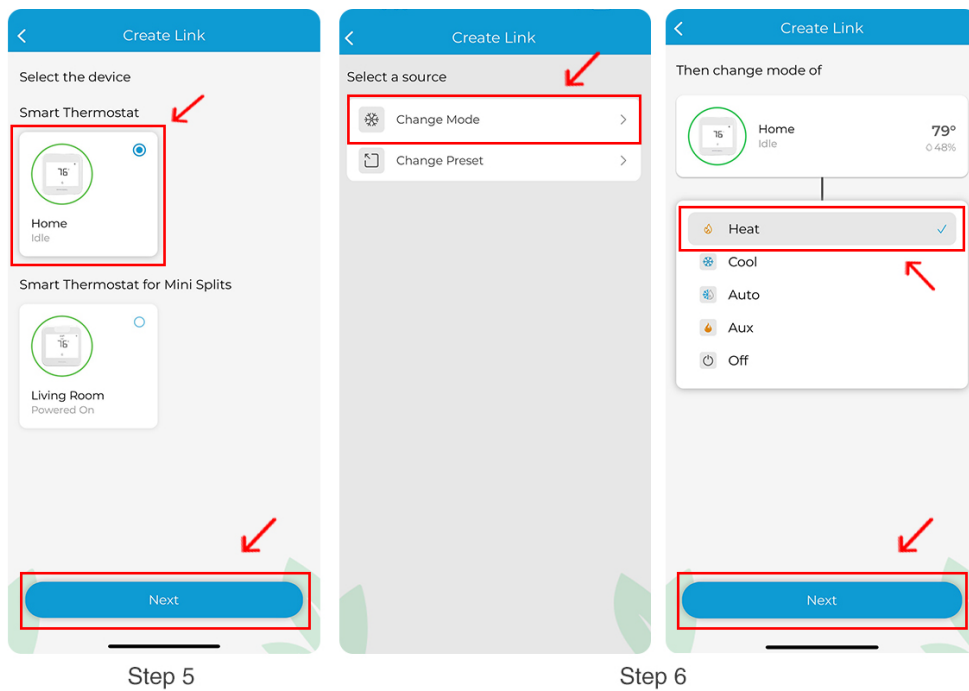 Create Link
Select the device
Smart Thermostat
76
Home
Idle
Smart Thermostat for Mini Splits
76
Living Room
Powered On
Next
Step 5
Create Link
Select a source
Change Mode
Change Preset
Create Link
Then change mode of
76
Home
Idle
79°
48%
Heat
Cool
Auto
Aux
Off
Next
Step 6